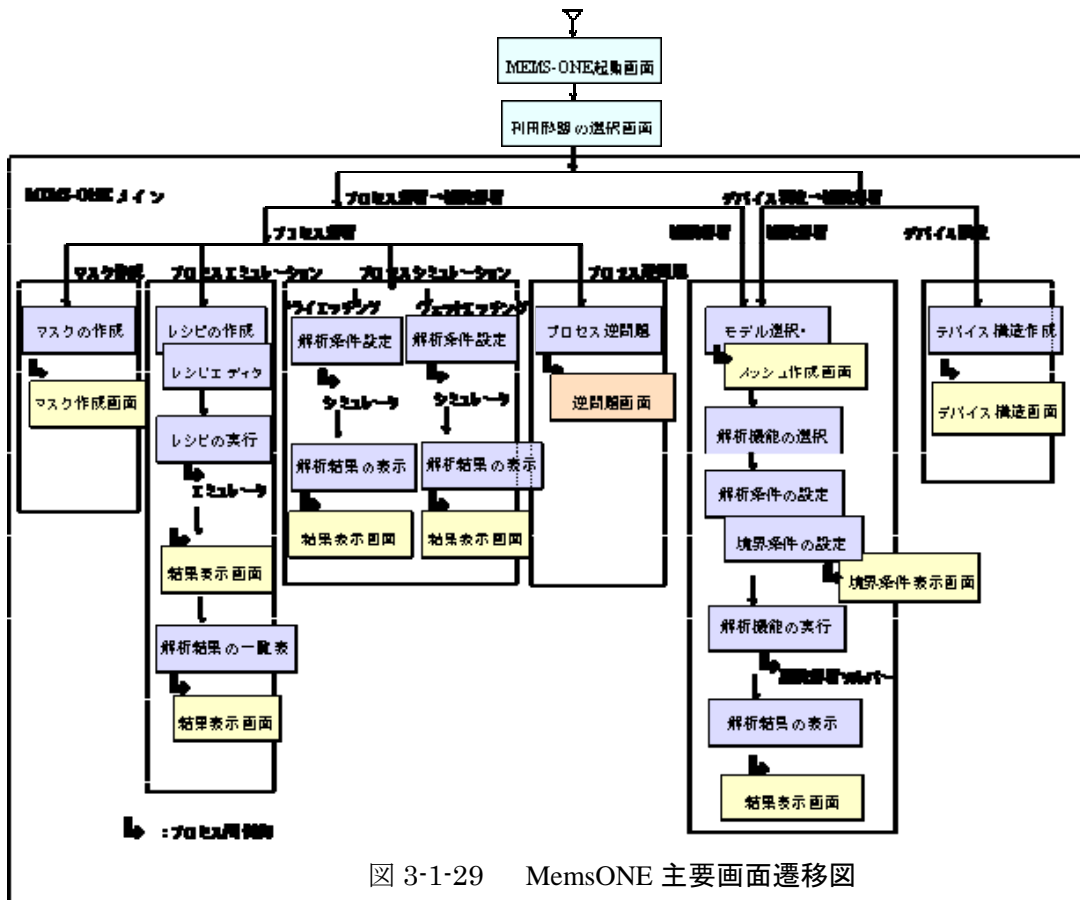 MEMS-ONE起動画面
利用形態の選択画面
MEMS-ONEメイン
マスク作成
プロセスエミュレーション
プロセスシミュレーション
プロセス逆問題
ドライエッチング
ウェットエッチング
マスクの作成
マスク作成画面
レシピの作成
レシピエディタ
レシピの実行
エミュレータ
結果表示画面
解析結果の一覧表
結果表示画面
解析条件設定
シミュレータ
解析結果の表示
結果表示画面
解析条件設定
シミュレータ
解析結果の表示
結果表示画面
プロセス逆問題
逆問題画面
モデル選択・
メッシュ作成画面
解析機能の選択
解析条件の設定
境界条件の設定
境界条件表示画面
解析機能の実行
解析結果の表示
結果表示画面
デバイス構造作成
デバイス構造画面
図 3-1-29 MemsONE 主要画面遷移図